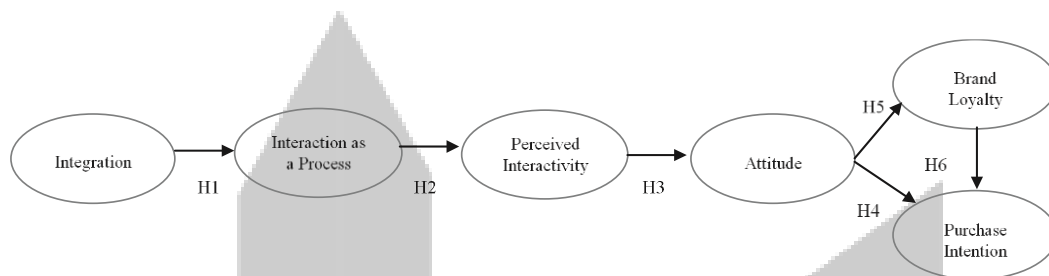 Integration
H1
Interaction as
a Process
H2
Perceived
Interactivity
H3
Attitude
H5
Brand
Loyalty
H4
H6
Purchase
Intention